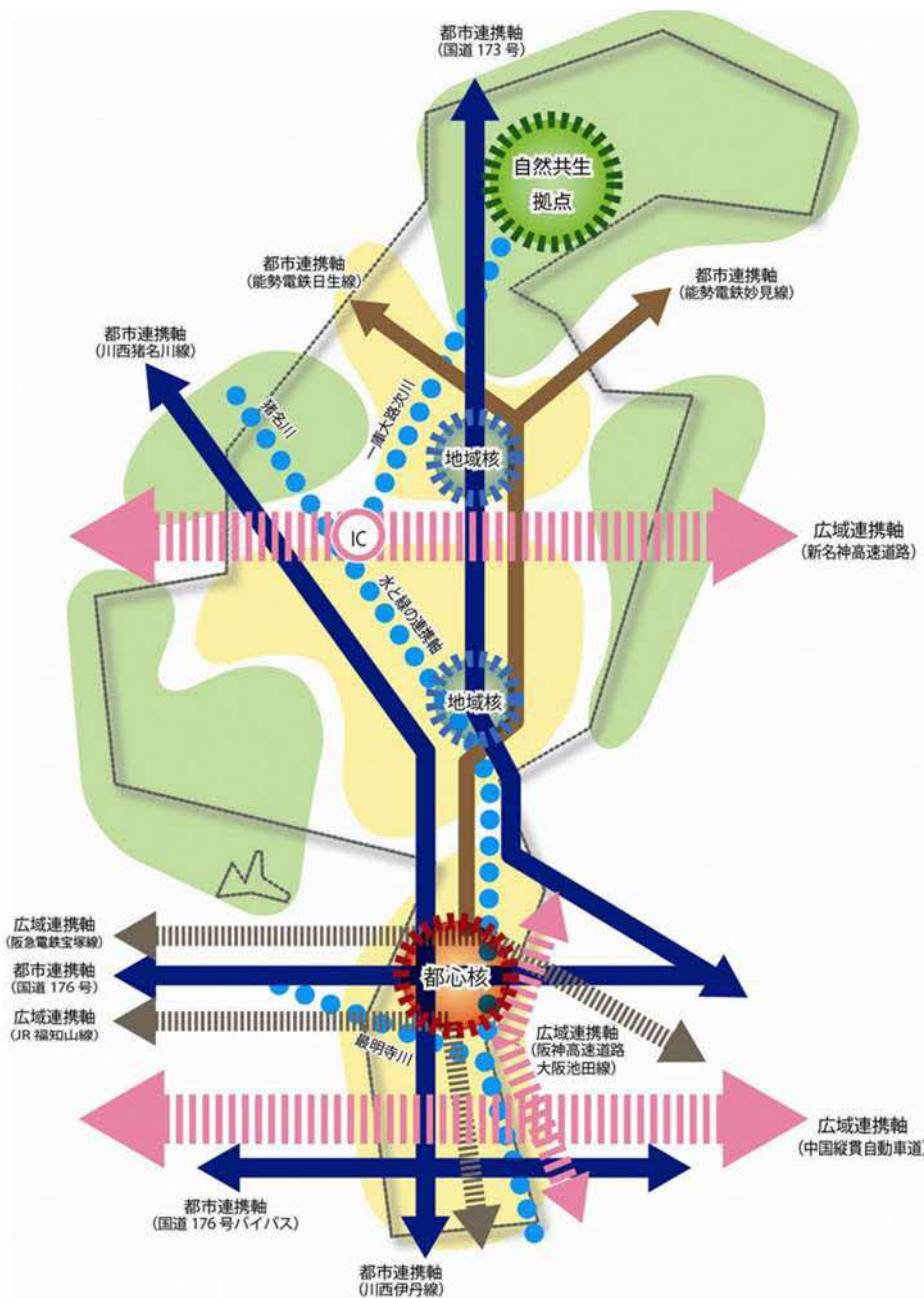 都市連携軸
(国道 173 号)
自然共生
拠点
都市連携軸
(能勢電鉄日生線)
都市連携軸
(能勢電鉄妙見線)
都市連携軸
(川西猪名川線)
猪名川
一庫大路次川
地域核
IC
広域連携軸
(新名神高速道路)
水と緑の連携軸
地域核
広域連携軸
(阪急電鉄宝塚線)
都市連携軸
(国道 176 号)
広域連携軸
(JR 福知山線)
都心核
最明寺川
広域連携軸
(阪神高速道路
大阪池田線)
広域連携軸
(中国縦貫自動車道)
都市連携軸
(国道 176 号バイパス)
都市連携軸
(川西伊丹線)